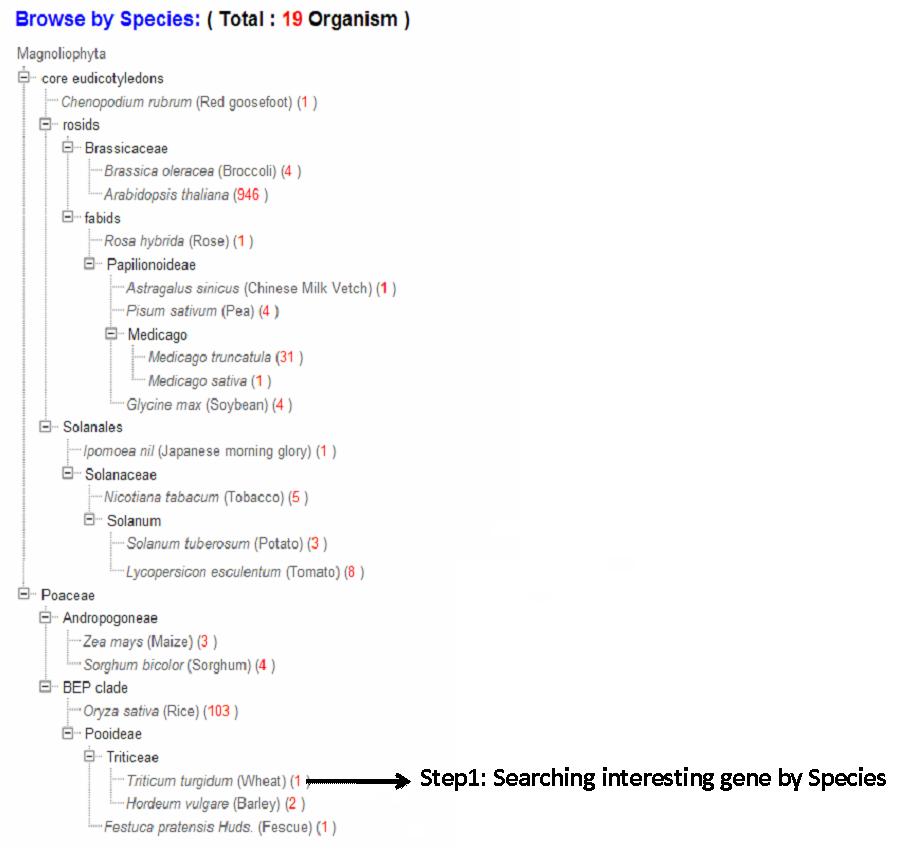 Browse by Species: ( Total : 19 Organism )
Magnoliophyta
core eudicotyledons
Chenopodium rubrum (Red goosefoot) (1 )
rosids
Brassicaceae
Brassica oleracea (Broccoli) (4 )
Arabidopsis thaliana (946 )
fabids
Rosa hybrida (Rose) (1 )
Papilionoideae
Astragalus sinicus (Chinese Milk Vetch) (1 )
Pisum sativum (Pea) (4 )
Medicago
Medicago truncatula (31 )
Medicago sativa (1 )
Glycine max (Soybean) (4 )
Solanales
Ipomoea nil (Japanese morning glory) (1 )
Solanaceae
Nicotiana tabacum (Tobacco) (5 )
Solanum
Solanum tuberosum (Potato) (3 )
Lycopersicon esculentum (Tomato) (8 )
Poaceae
Andropogoneae
Zea mays (Maize) (3 )
Sorghum bicolor (Sorghum) (4 )
BEP clade
Oryza sativa (Rice) (103 )
Pooideae
Triticeae
Triticum turgidum (Wheat) (1 ) Step1: Searching interesting gene by Species
Hordeum vulgare (Barley) (2 )
Festuca pratensis Huds. (Fescue) (1 )